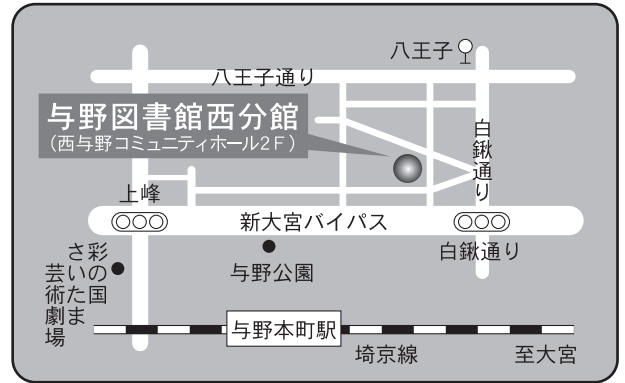 八王子
八王子通り
与野図書館西分館
（西与野コミュニティホール2F）
白鍬通り
上峰
新大宮バイパス
白鍬通り
与野公園
彩の国
さいたま
芸術劇場
与野本町駅
埼京線
至大宮